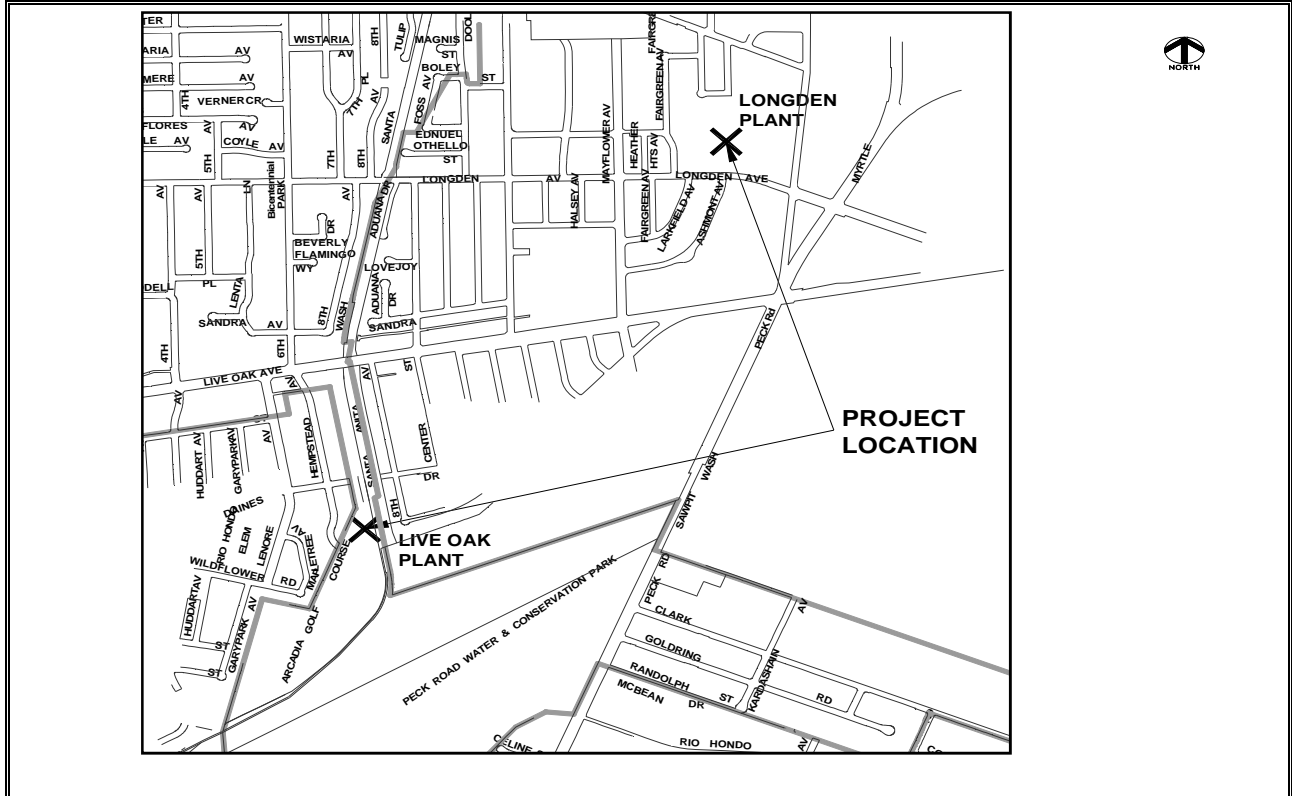 TER
ARIA
AV
WISTARIA
AV
8TH
TULIP
MAGNIS
ST
DOOL
FAIRGREEN
NORTH
MERE
AV
4TH
VERNER CR
7TH
PL
AV
FOSS
AV
BOLEY
ST
FAIRGREEN AV
LONGDEN
PLANT
FLORES
AV
LE AV
5TH
AV
COYLE AV
7TH
8TH
SANTA
EDNUEL
OTHELLO
ST
MAYFLOWER AV
HEATHER
HTS AV
MYRTLE
AV
AV
LN
Bicentennial
PARK
AV
ADUANA DR
LONGDEN
AV
HALSEY AV
FAIRGREEN AV
LARKFIELD AV
ASHMONT AV
LONGDEN AVE
5TH
DR
BEVERLY
FLAMINGO
WY
LOVEJOY
DELL
PL
LENTA
8TH
WASH
ADUANA
DR
SANDRA AV
SANDRA
PECK Rd
4TH
6TH
LIVE OAK AVE
AV
AV
AV
ST
PROJECT
LOCATION
HUDDART AV
GARYPARK AV
AV
HEMPSTEAD
ANITA
SANTA
CENTER
DR
8TH
WASH
SAWPIT
DAINES
RIO HONDO
ELEM
LENORE
AV
MAPLETREE
COURSE
LIVE OAK
PLANT
WILDFLOWER RD
HUDDART AV
GARYPARK AV
ST
ST
ARCADIA GOLF
PECK ROAD WATER & CONSERVATION PARK
PECK RD
CLARK
AV
GOLDRING
RANDOLPH ST
KARDASHIAN
RD
MCBEAN DR
RIO HONDO
AV
CELINE
CO